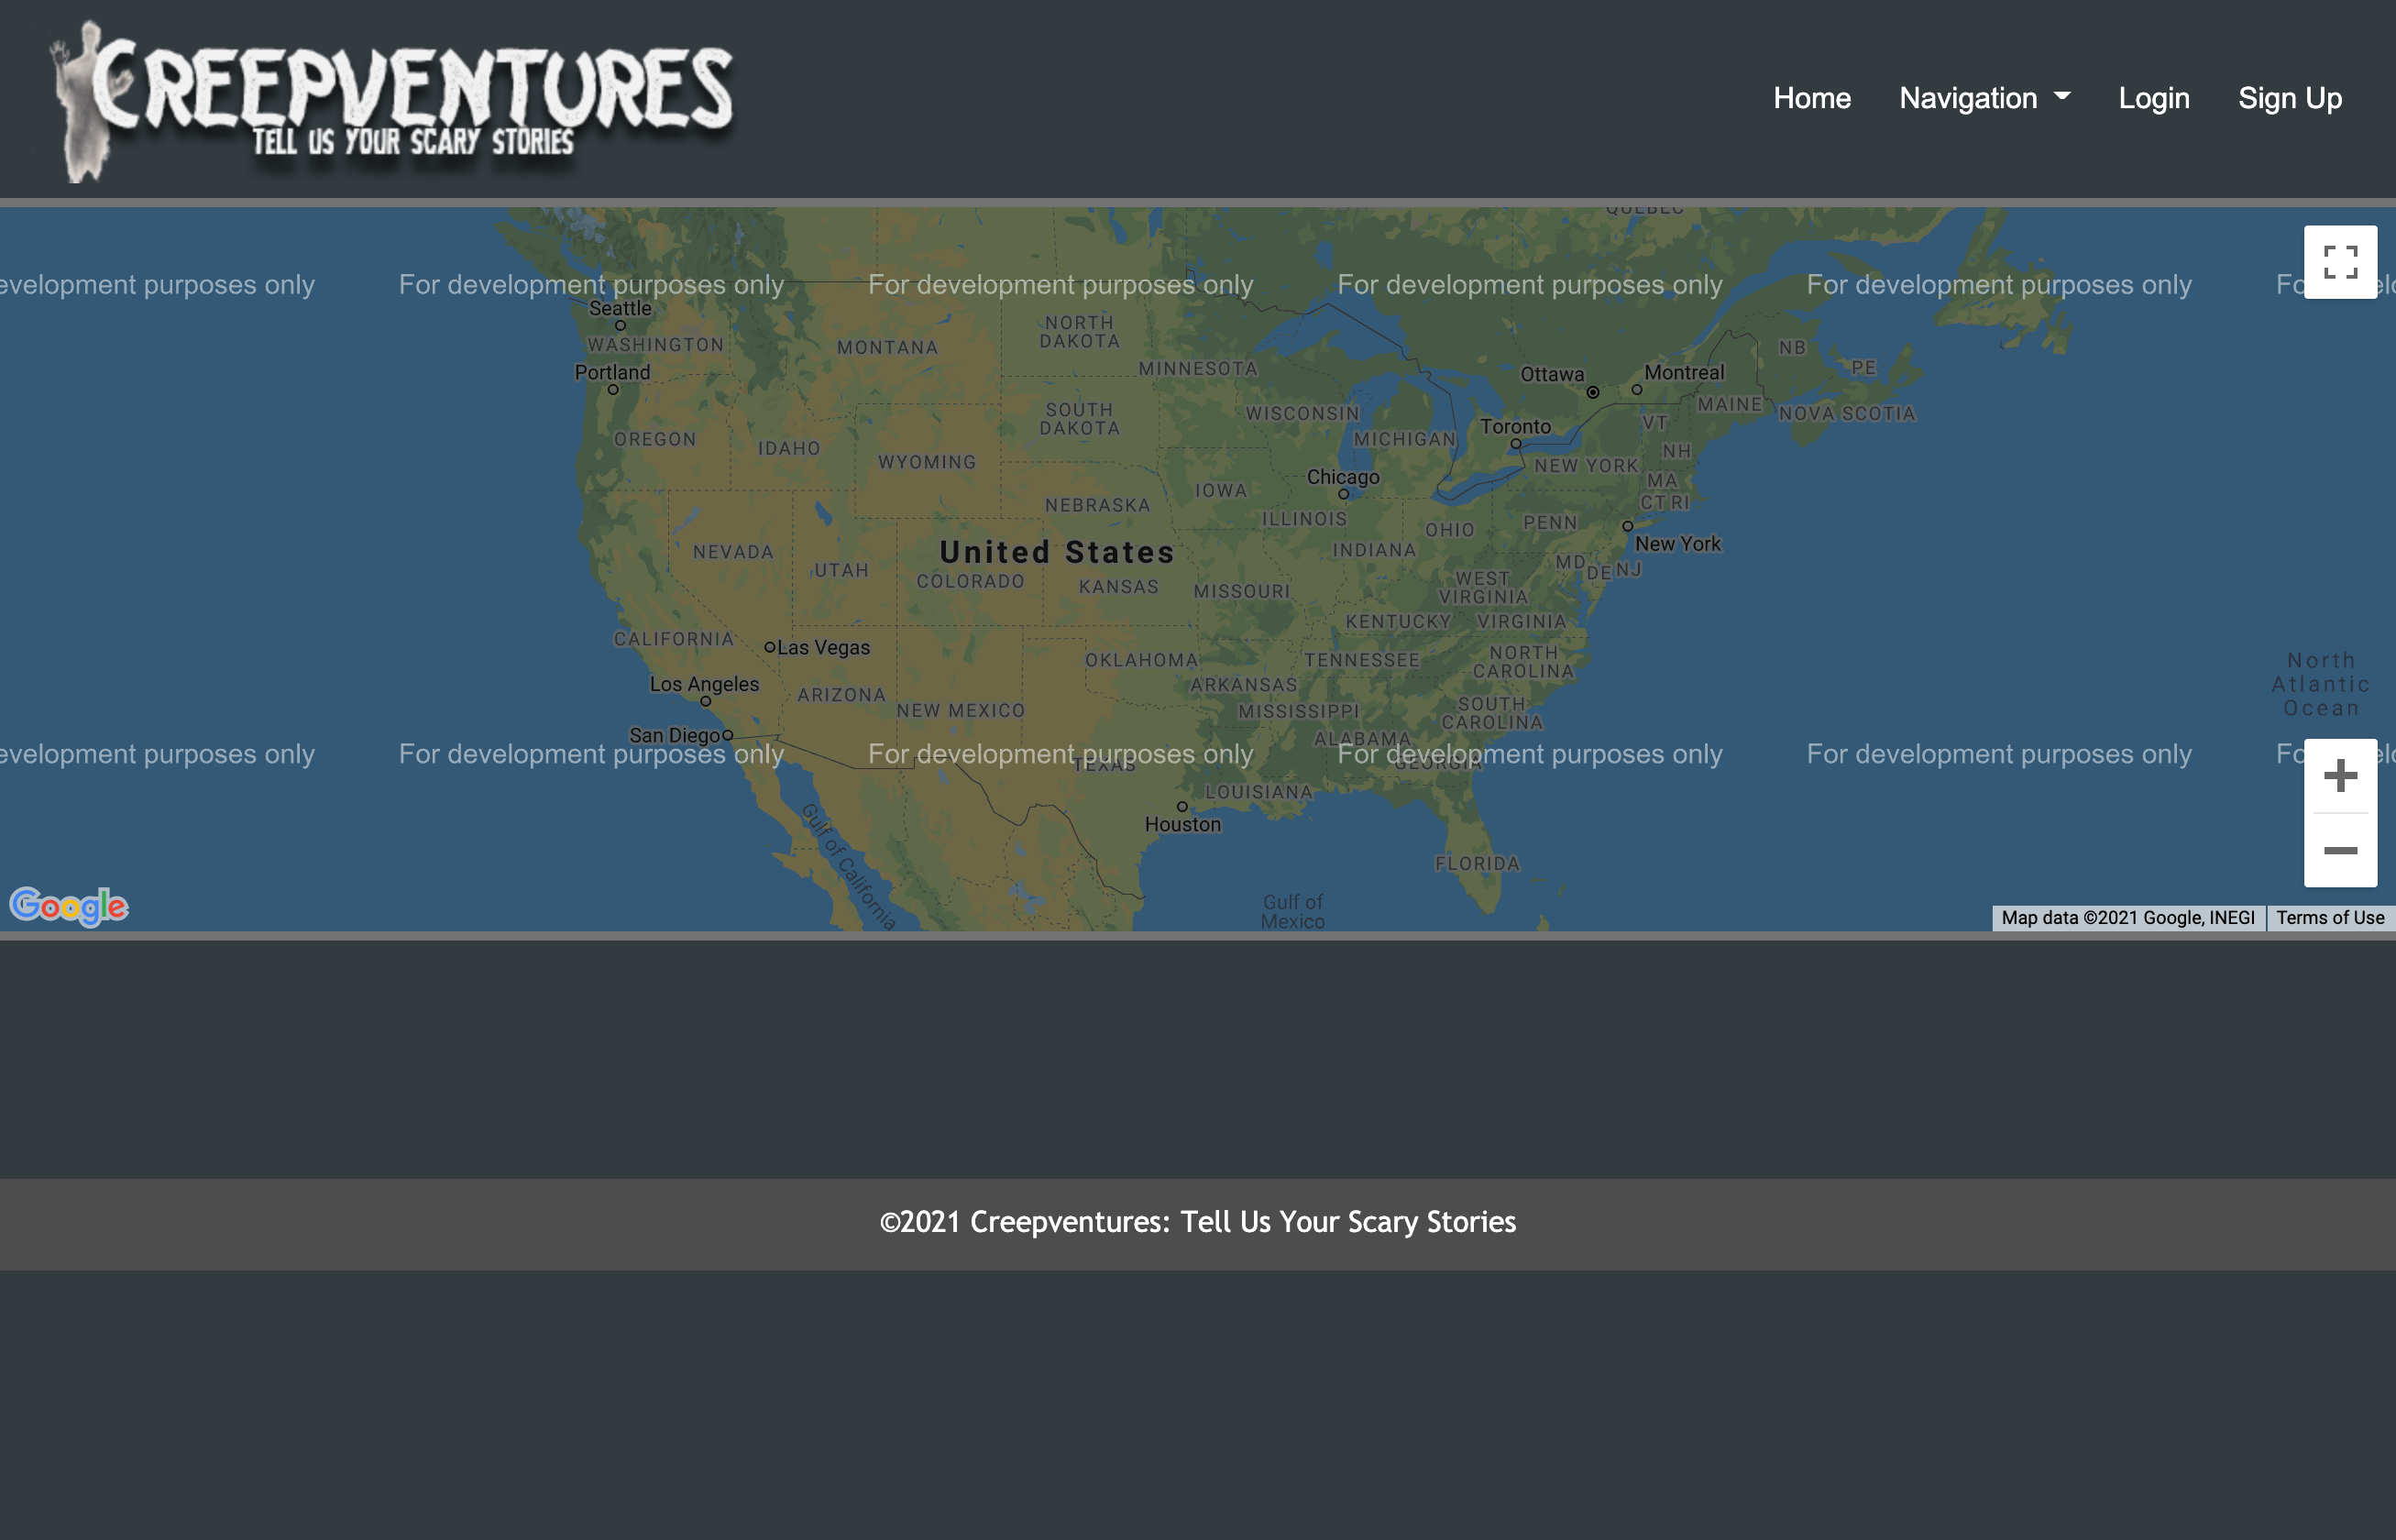 CREEPVENTURES
TELL US YOUR SCARY STORIES
Home Navigation Login Sign Up
QUEBEC
evelopment purposes only For development purposes only For development purposes only For development purposes only For development purposes only Fo elo
Seattle
WASHINGTON
MONTANA
NORTH
DAKOTA
MINNESOTA
NB
PE
Portland
Ottawa
Montreal
OREGON
IDAHO
WYOMING
SOUTH
DAKOTA
WISCONSIN
MICHIGAN
Toronto
MAINE
NOVA SCOTIA
VT
NH
NEW YORK
MA
CT RI
Chicago
IOWA
NEBRASKA
ILLINOIS
INDIANA
OHIO
PENN
New York
NEVADA
UTAH
United States
COLORADO
KANSAS
MISSOURI
MD
DE
NJ
WEST
VIRGINIA
KENTUCKY
VIRGINIA
CALIFORNIA
Las Vegas
Los Angeles
ARIZONA
NEW MEXICO
OKLAHOMA
ARKANSAS
TENNESSEE
NORTH
CAROLINA
MISSISSIPPI
SOUTH
CAROLINA
North
Atlantic
Ocean
San Diego
ALABAMA
evelopment purposes only For development purposes only For development purposes only For development purposes only For development purposes only Fo elo
TEXAS
GEORGIA
LOUISIANA
Houston
Gulf of California
FLORIDA
Gulf of
Mexico
Google
Map data ©2021 Google, INEGI Terms of Use
©2021 Creepventures: Tell Us Your Scary Stories